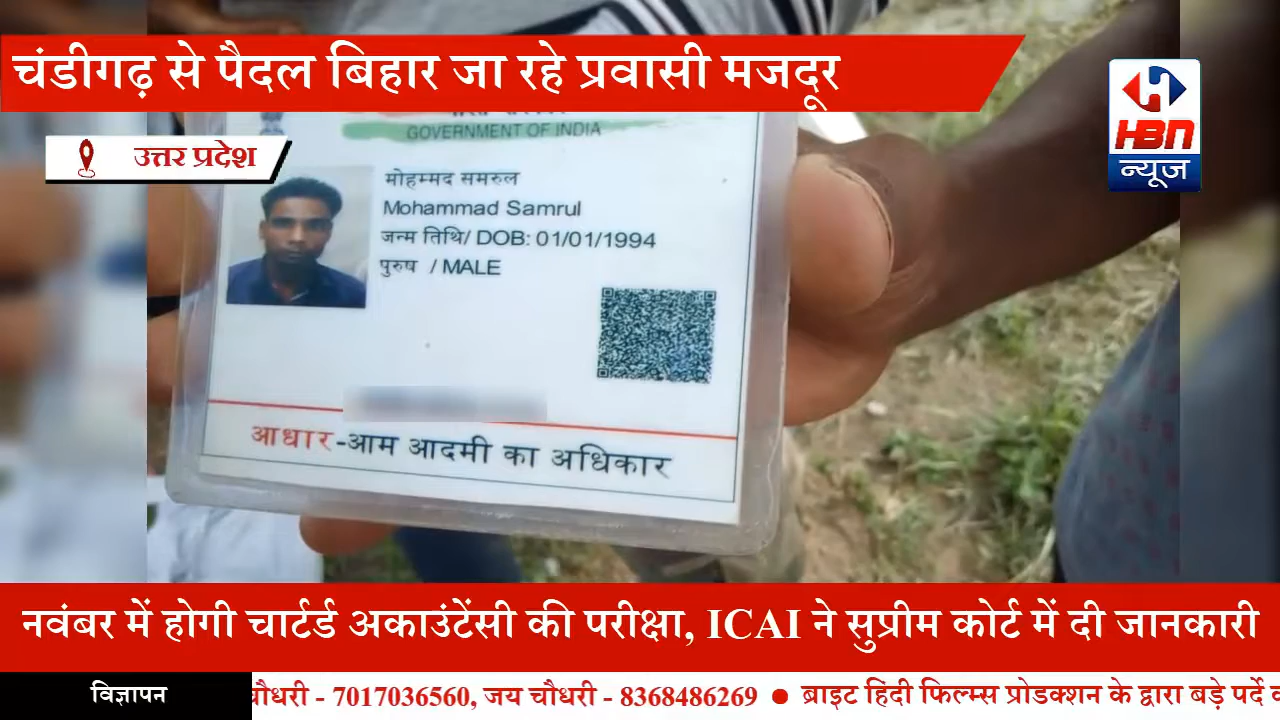 चंडीगढ़ से पैदल बिहार जा रहे प्रवासी मजदूर
HBN
न्यूज
उत्तर प्रदेश
GOVERNMENT OF INDIA
मोहम्मद समरुल
Mohammad Samrul
जन्म तिथि/ DOB: 01/01/1994
पुरुष / MALE
आधार-आम आदमी का अधिकार
नवंबर में होगी चार्टर्ड अकाउंटेंसी की परीक्षा, ICAI ने सुप्रीम कोर्ट में दी जानकारी
विज्ञापन
चौधरी - 7017036560, जय चौधरी - 8368486269 ● ब्राइट हिंदी फिल्म्स प्रोडक्शन के द्वारा बड़े पर्दे